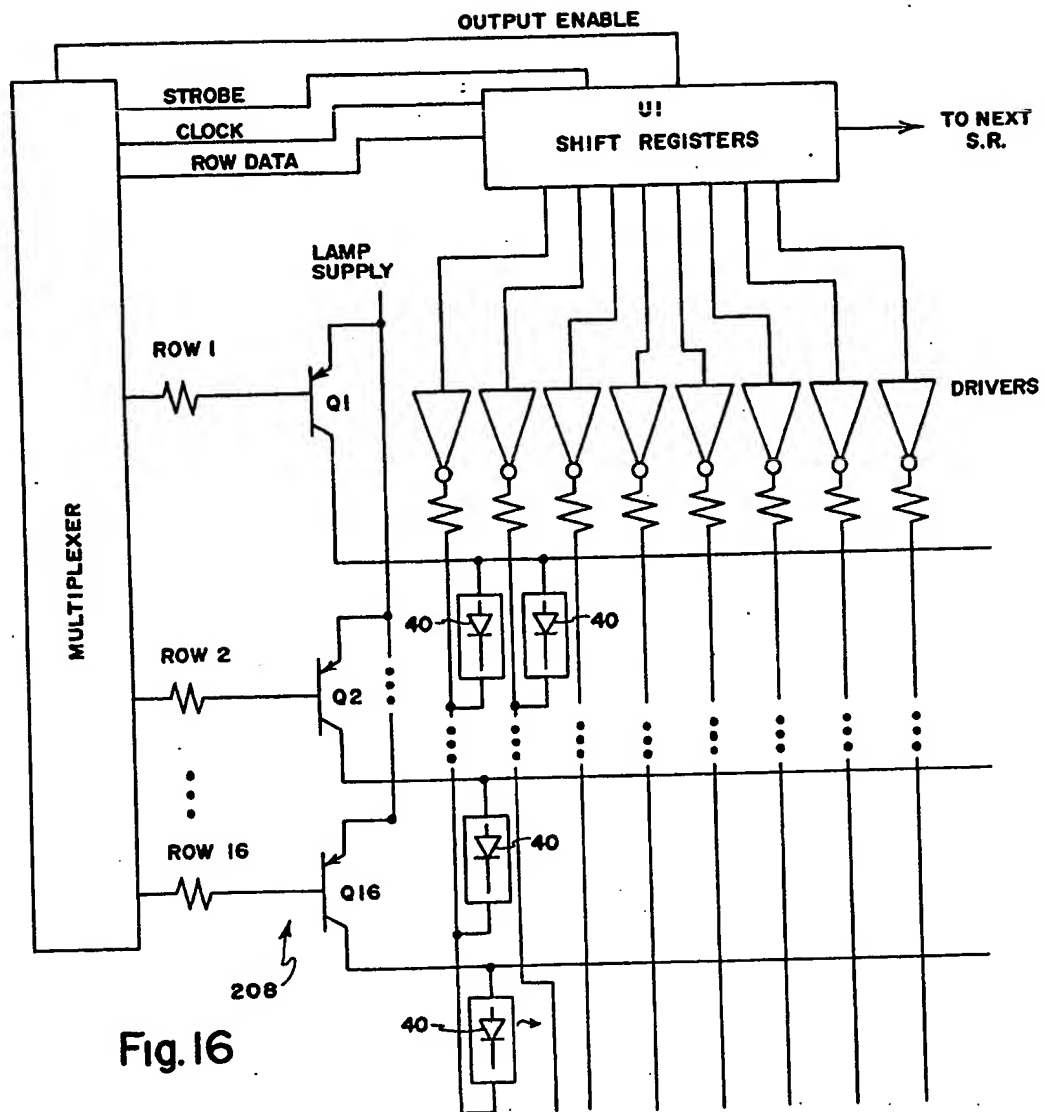 OUTPUT ENABLE
STROBE
CLOCK
ROW DATA
U1
SHIFT REGISTERS
TO NEXT
S.R.
LAMP
SUPPLY
ROW 1
Q1
DRIVERS
MULTIPLEXER
40
40
ROW 2
Q2
40
ROW 16
Q16
208
40
Fig. 16